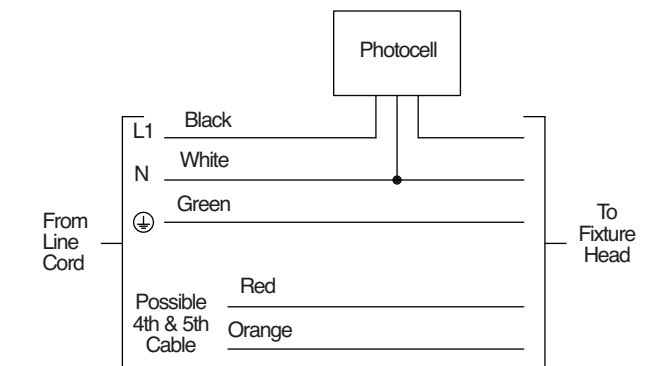 Photocell
L1
Black
N
White
Green
From
Line
Cord
To
Fixture
Head
Possible
4th & 5th
Cable
Red
Orange